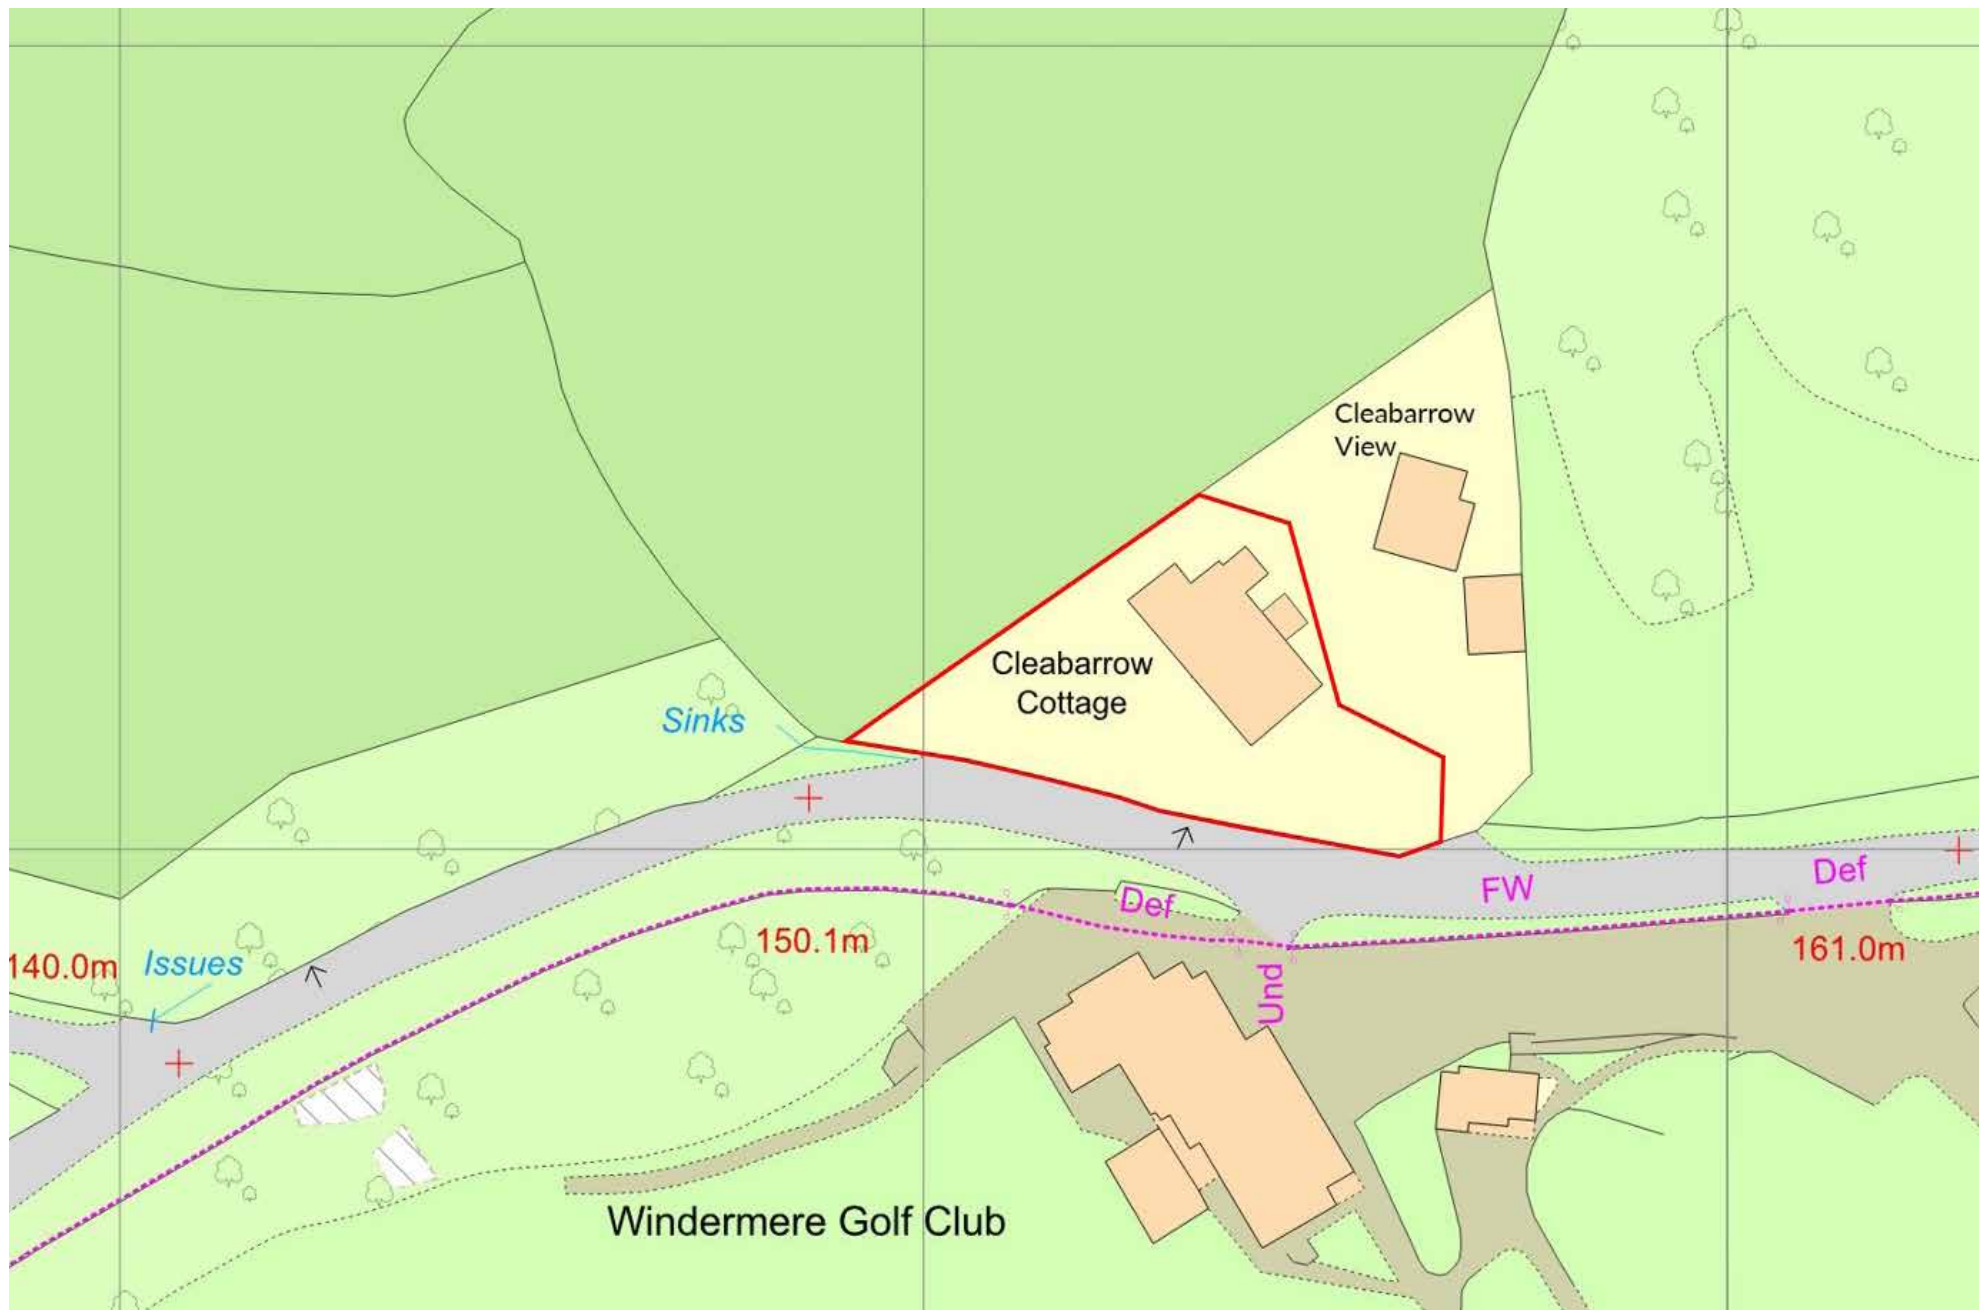 Cleabarrow
View
Cleabarrow
Cottage
Sinks
Def
FW
Def
150.1m
161.0m
140.0m
Issues
Und
Windermere Golf Club